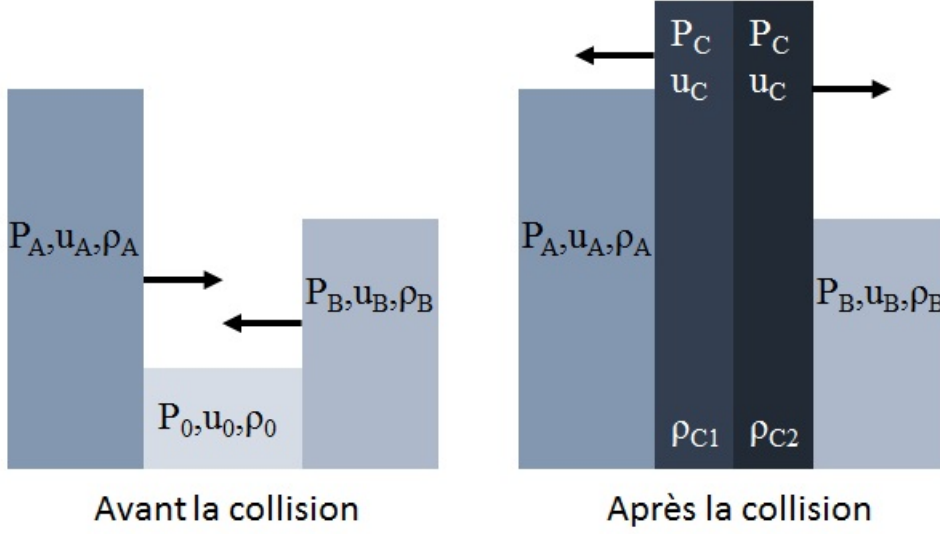 P_A,u_A,ρ_A
P_B,u_B,ρ_B
P_0,u_0,ρ_0
Avant la collision
P_C P_C
u_C u_C
P_A,u_A,ρ_A
P_B,u_B,ρ_B
ρ_C1 ρ_C2
Après la collision